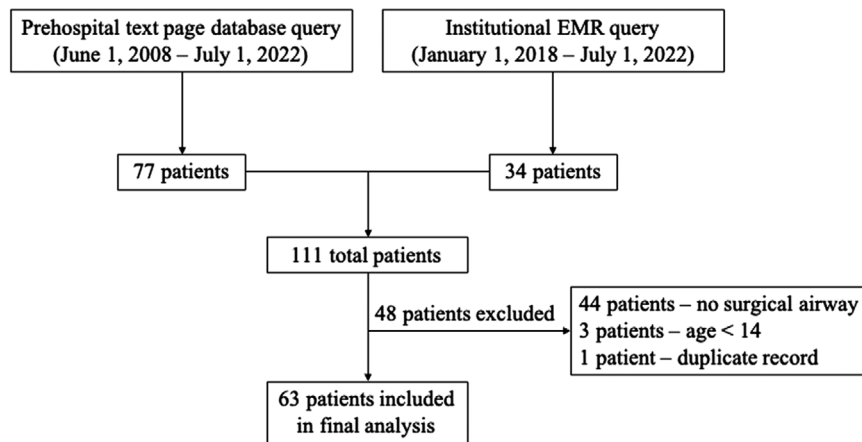 Prehospital text page database query
(June 1, 2008 – July 1, 2022)
Institutional EMR query
(January 1, 2018 – July 1, 2022)
77 patients
34 patients
111 total patients
48 patients excluded
44 patients – no surgical airway
3 patients – age < 14
1 patient – duplicate record
63 patients included
in final analysis